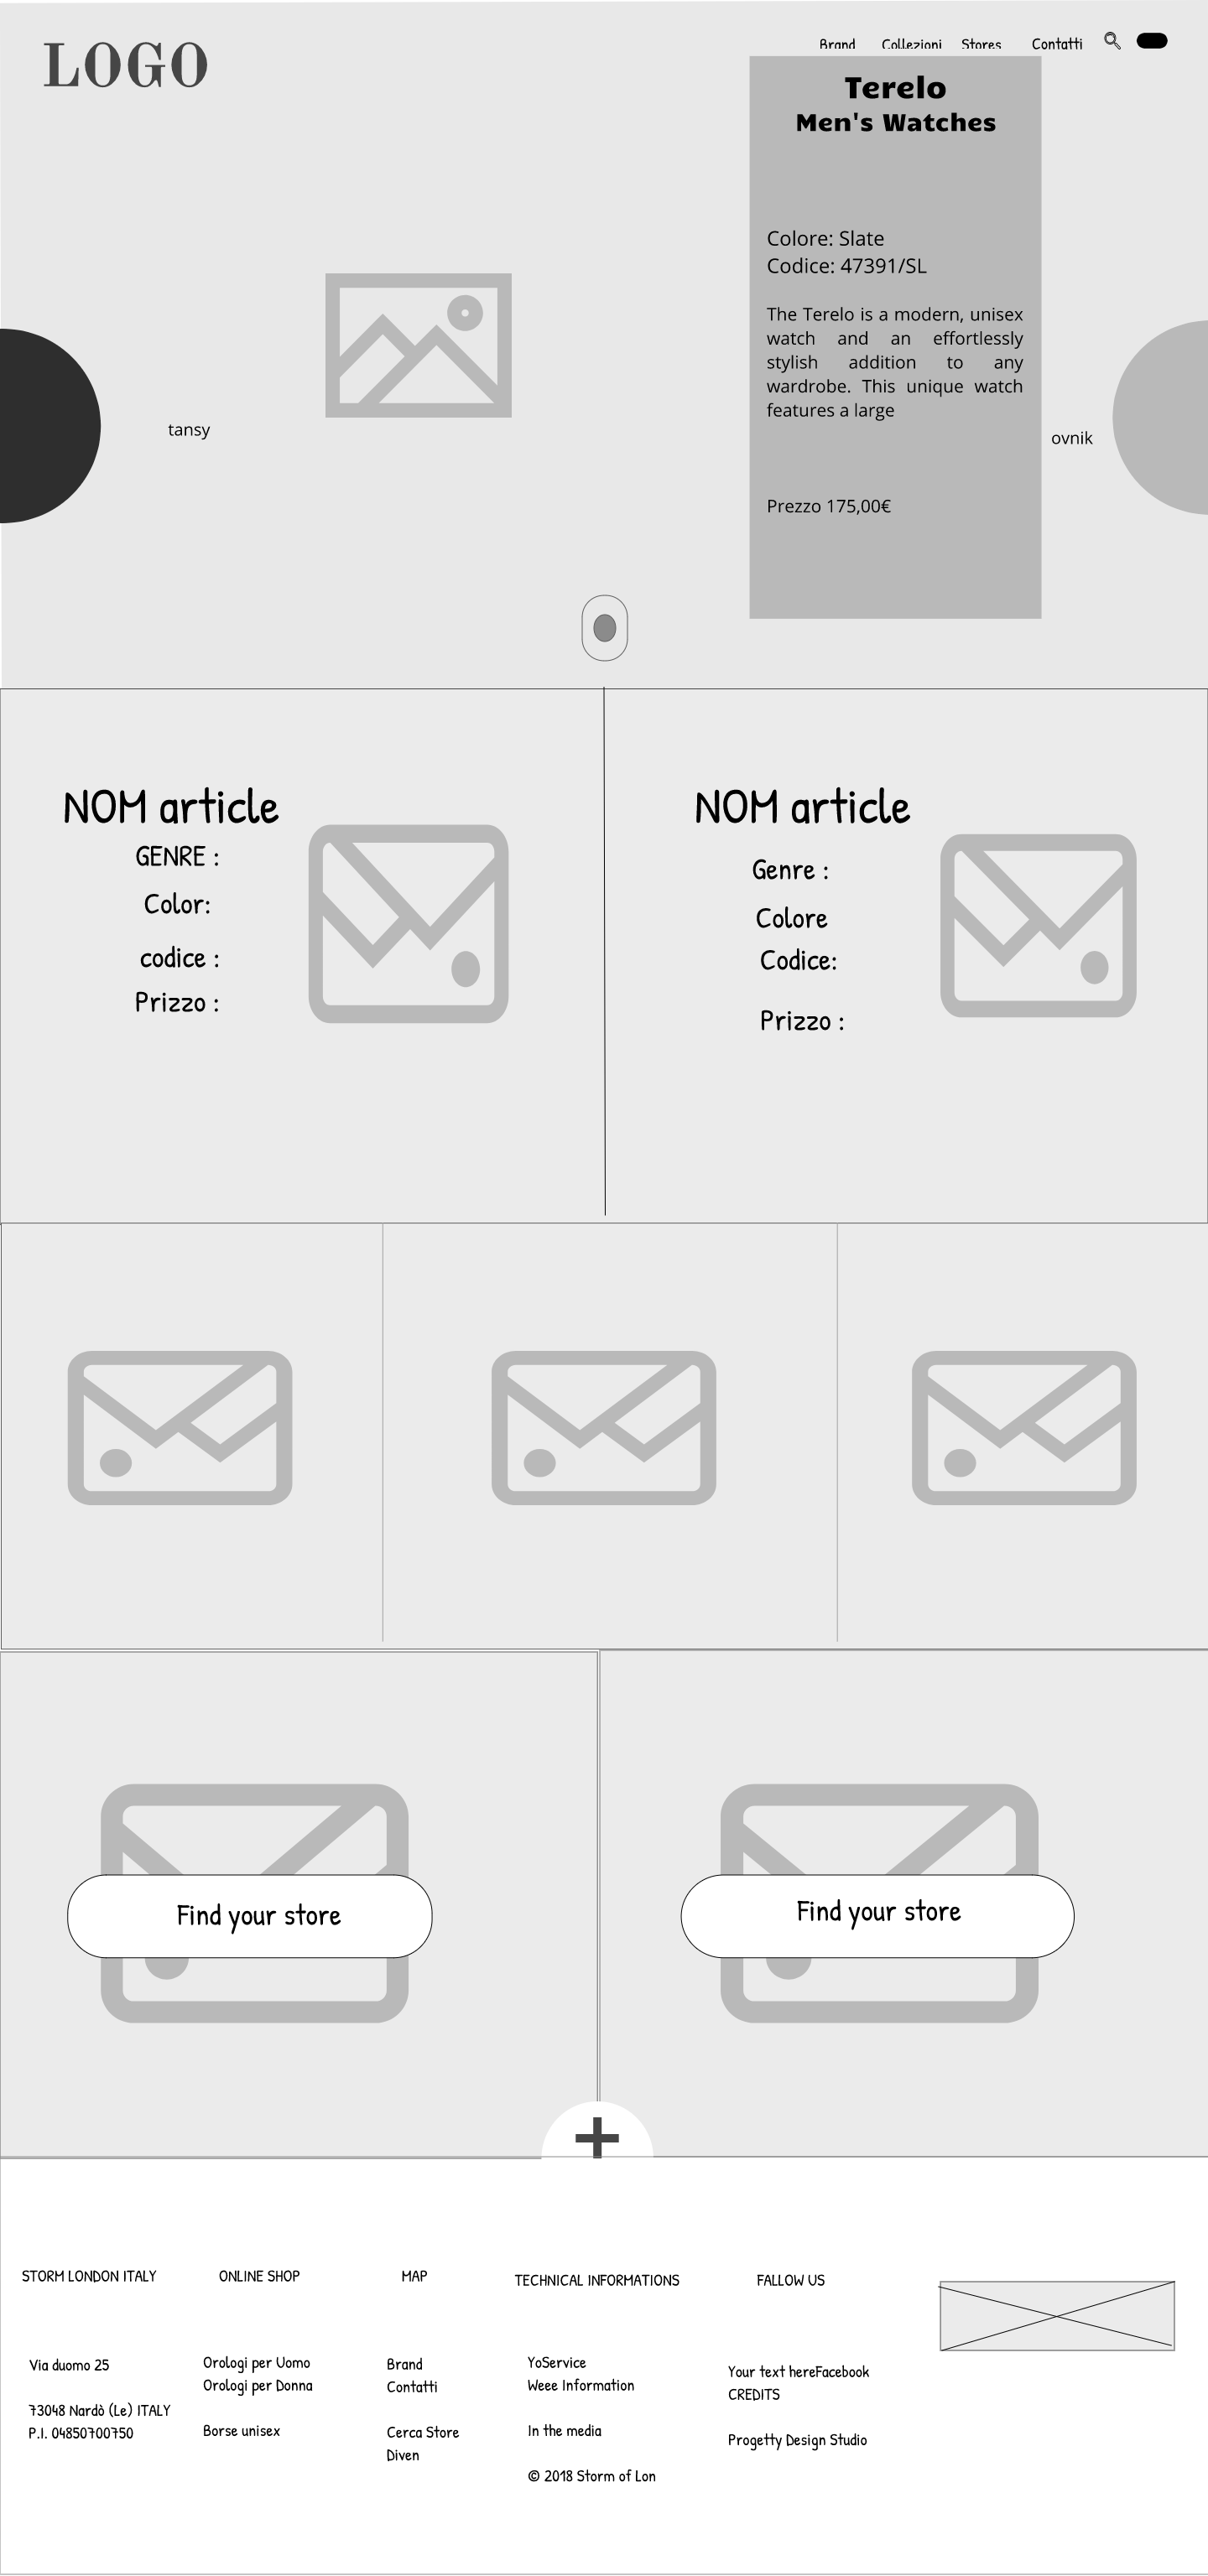 LOGO
Brand Collezioni Stores Contatti
Terelo
Men's Watches
Colore: Slate
Codice: 47391/SL
The Terelo is a modern, unisex
watch and an effortlessly
stylish addition to any
wardrobe. This unique watch
features a large
Prezzo 175,00€
tansy
ovnik
NOM article
GENRE :
Color:
codice :
Prizzo :
NOM article
Genre :
Colore
Codice:
Prizzo :
Find your store
Find your store
STORM LONDON ITALY
Via duomo 25
73048 Nardò (Le) ITALY
P.I. 04850700750
ONLINE SHOP
Orologi per Uomo
Orologi per Donna
Borse unisex
MAP
Brand
Contatti
Cerca Store
Diven
TECHNICAL INFORMATIONS
YoService
Weee Information
In the media
© 2018 Storm of Lon
FALLOW US
Your text hereFacebook
CREDITS
Progetty Design Studio